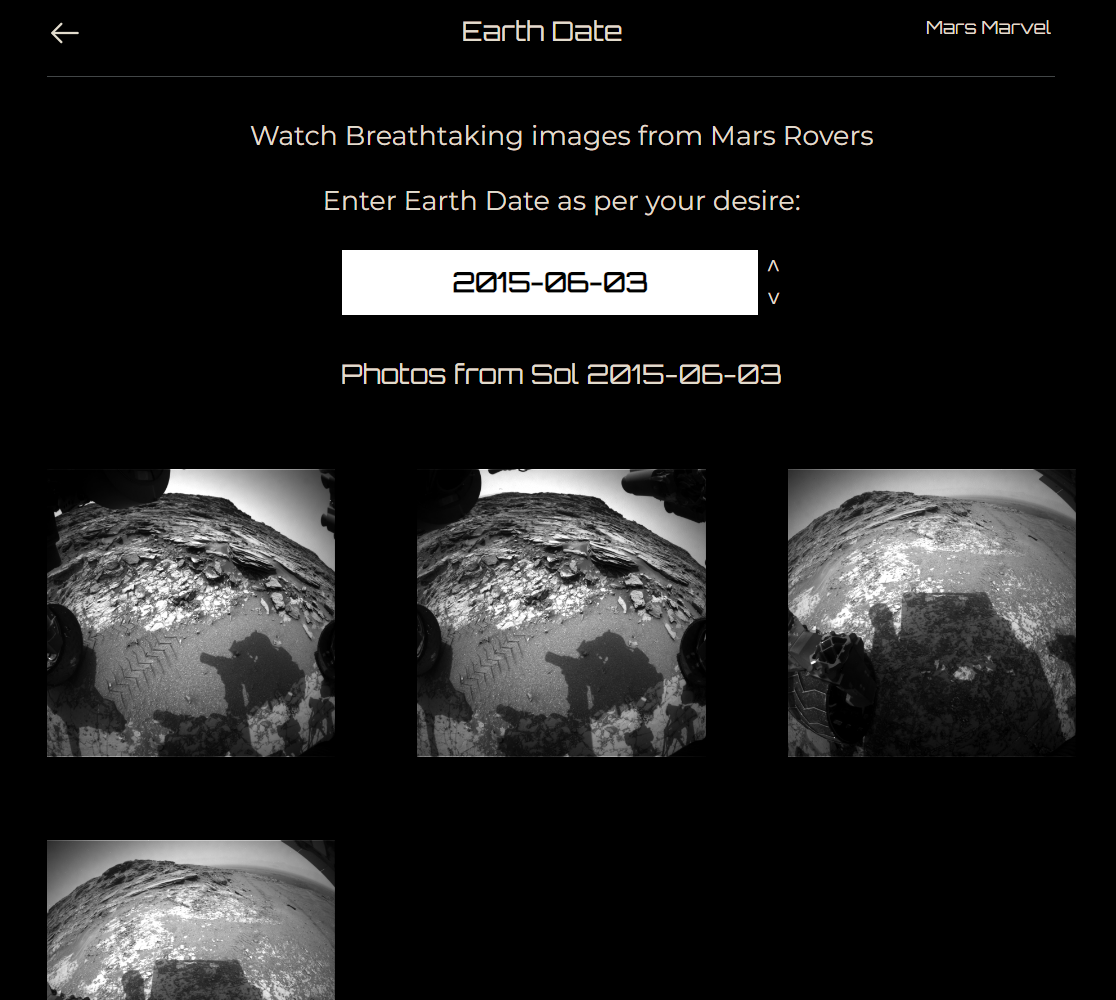 ←
Earth Date
Mars Marvel
Watch Breathtaking images from Mars Rovers
Enter Earth Date as per your desire:
2015-06-03
Photos from Sol 2015-06-03